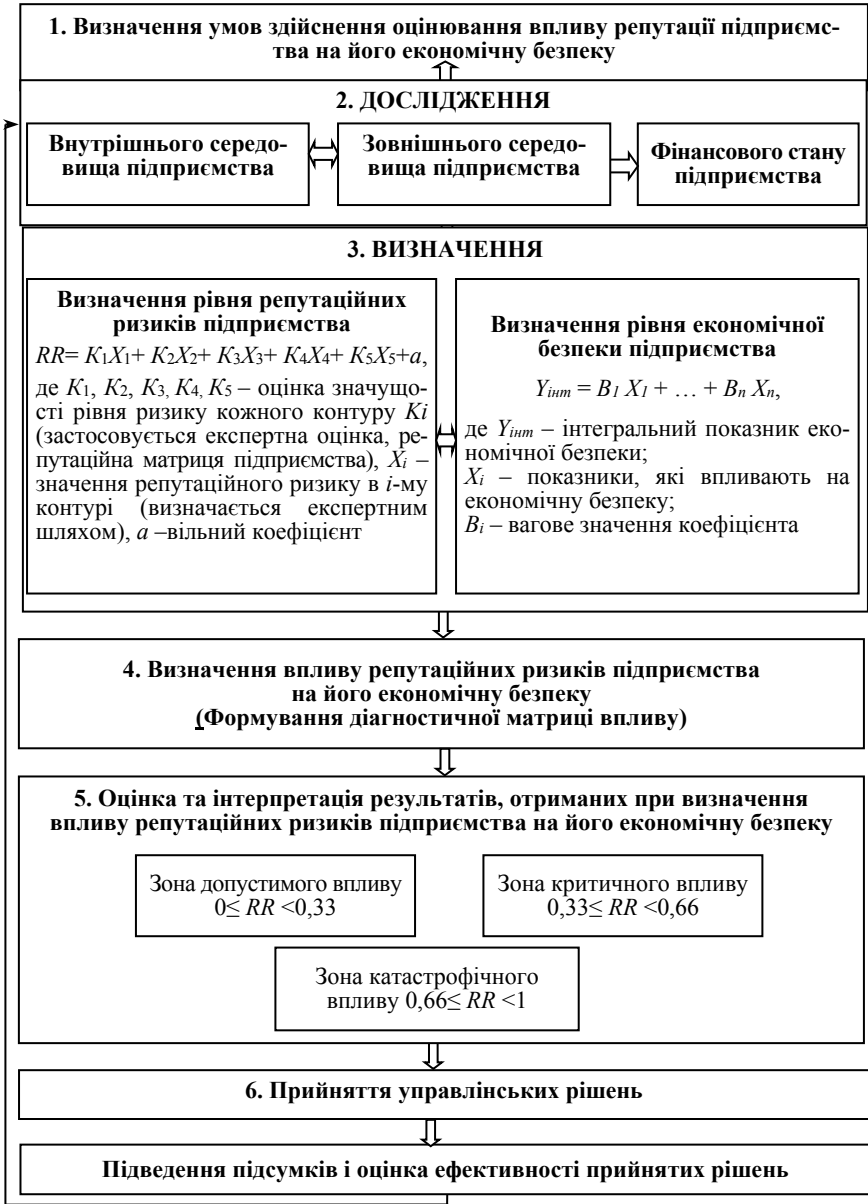 1. Визначення умов здійснення оцінювання впливу репутації підприємс-
тва на його економічну безпеку
2. ДОСЛІДЖЕННЯ
Внутрішнього середо-
вища підприємства
Зовнішнього середо-
вища підприємства
Фінансового стану
підприємства
3. ВИЗНАЧЕННЯ
Визначення рівня репутаційних
ризиків підприємства
RR= K1X1+ K2X2+ K3X3+ K4X4+ K5X5+a,
де K1, K2, K3, K4, K5 – оцінка значущо-
сті рівня ризику кожного контуру Ki
(застосовується експертна оцінка, ре-
путаційна матриця підприємства), Xi –
значення репутаційного ризику в i-му
контурі (визначається експертним
шляхом), a –вільний коефіцієнт
Визначення рівня економічної
безпеки підприємства
Yінт = B1 X1 + … + Bn Xn,
де Yінт – інтегральний показник еко-
номічної безпеки;
Xi – показники, які впливають на
економічну безпеку;
Bi – вагове значення коефіцієнта
4. Визначення впливу репутаційних ризиків підприємства
на його економічну безпеку
(Формування діагностичної матриці впливу)
5. Оцінка та інтерпретація результатів, отриманих при визначення
впливу репутаційних ризиків підприємства на його економічну безпеку
Зона допустимого впливу
0≤ RR <0,33
Зона критичного впливу
0,33≤ RR <0,66
Зона катастрофічного
впливу 0,66≤ RR <1
6. Прийняття управлінських рішень
Підведення підсумків і оцінка ефективності прийнятих рішень